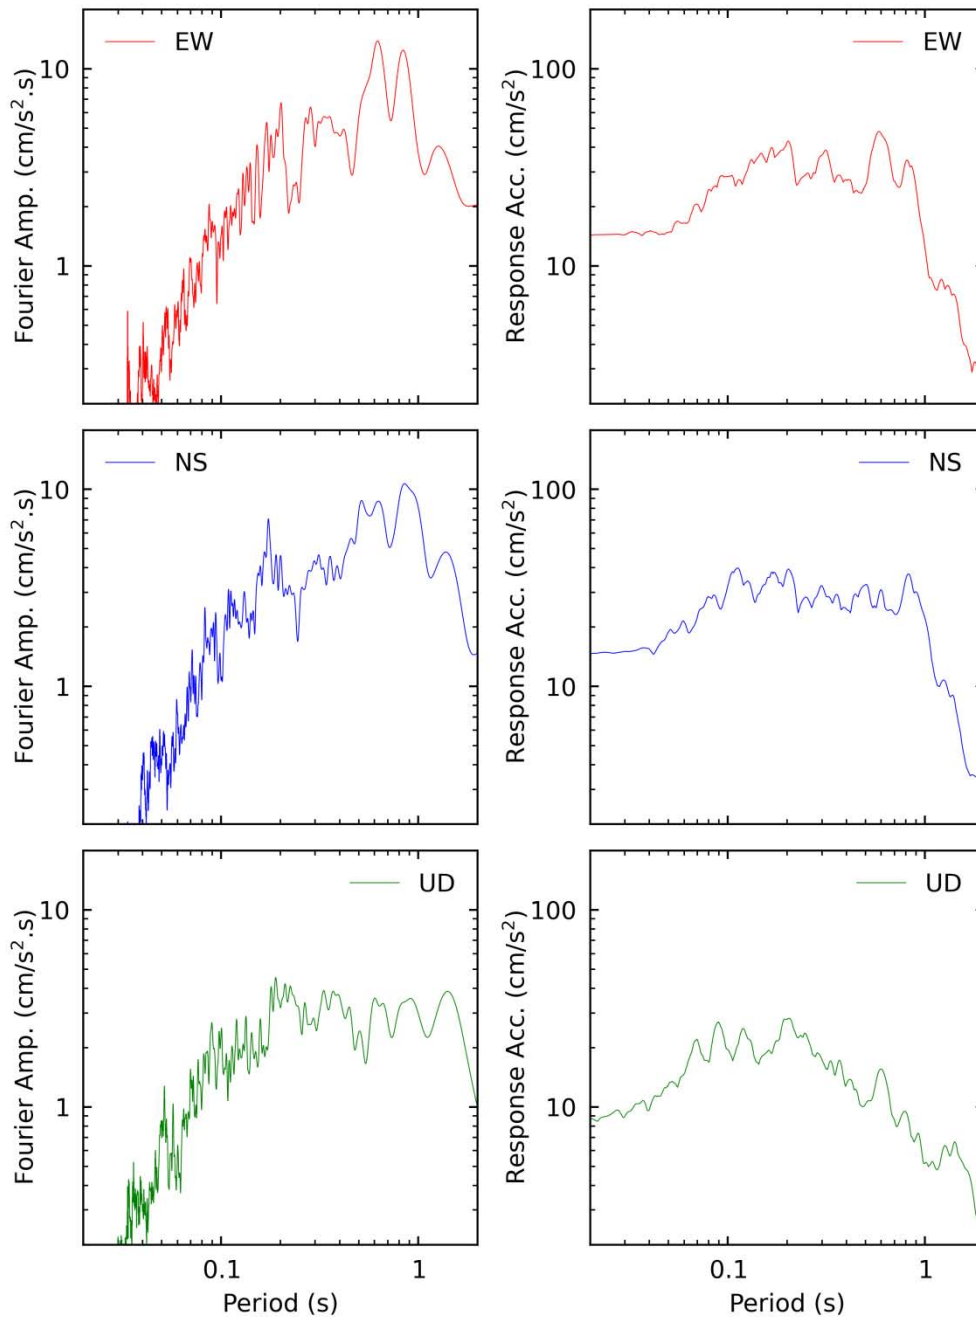 EW
Fourier Amp. (cm/s².s)
10
1
EW
Response Acc. (cm/s²)
100
10
NS
Fourier Amp. (cm/s².s)
10
1
NS
Response Acc. (cm/s²)
100
10
UD
Fourier Amp. (cm/s².s)
10
1
0.1
1
Period (s)
UD
Response Acc. (cm/s²)
100
10
0.1
1
Period (s)